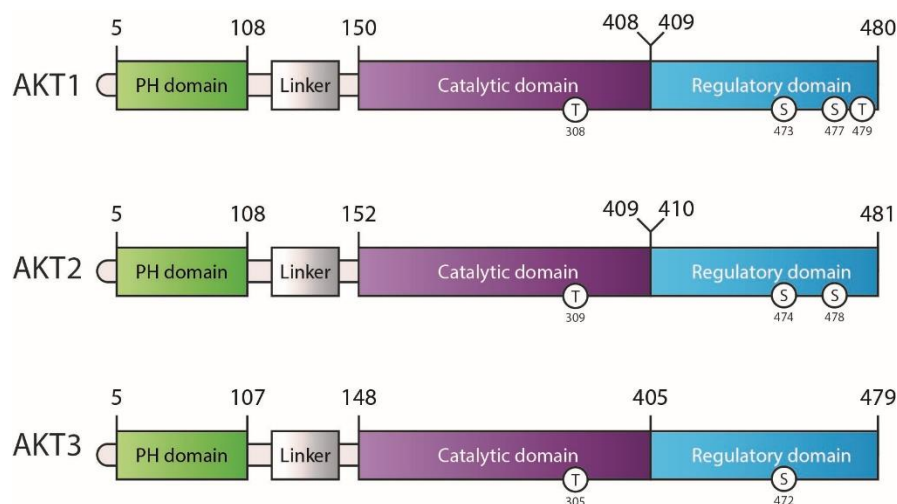 5 108 150 408 409 480
AKT1 PH domain Linker Catalytic domain Regulatory domain
T S S T
308 473 477 479
5 108 152 409 410 481
AKT2 PH domain Linker Catalytic domain Regulatory domain
T S S
309 474 478
5 107 148 405 479
AKT3 PH domain Linker Catalytic domain Regulatory domain
T S
305 472